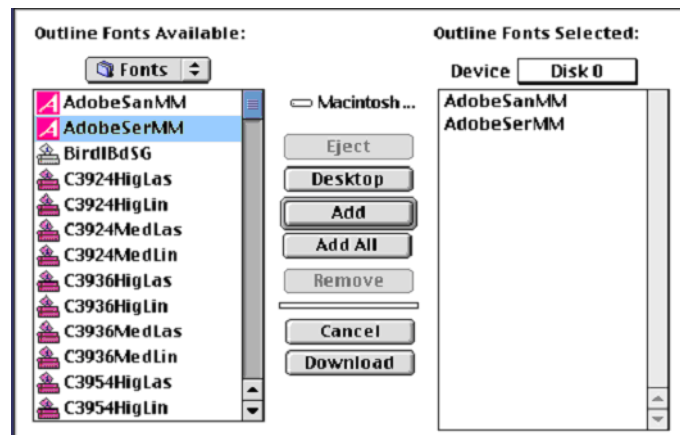 Outline Fonts Available:
Fonts
AdobeSanMM
AdobeSerMM
BirdlBdSG
C3924HigLas
C3924HigLin
C3924MedLas
C3924MedLin
C3936HigLas
C3936HigLin
C3936MedLas
C3936MedLin
C3954HigLas
C3954HigLin
Macintosh ...
Eject
Desktop
Add
Add All
Remove
Cancel
Download
Outline Fonts Selected:
Device Disk 0
AdobeSanMM
AdobeSerMM